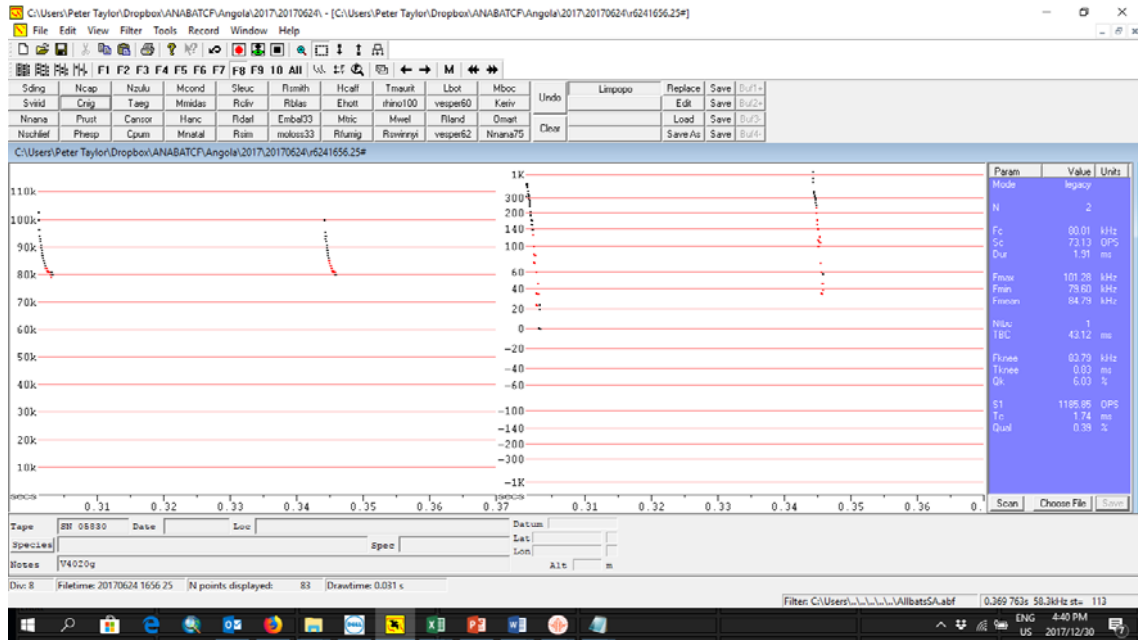 C:\Users\Peter Taylor\Dropbox\ANABATCF\Angola\2017\20170624\ - [C:\Users\Peter Taylor\Dropbox\ANABATCF\Angola\2017\20170624\r6241656.25#]
File Edit View Filter Tools Record Window Help
F1 F2 F3 F4 F5 F6 F7 F8 F9 10 All M
Sding Ncap Nzulu Mcond Sleuc Rsmith Hcaff Tmaurit Lbot Mboc Undo Limpopo Replace Save Buf1+
Svirid Cnig Taeg Mmidas Rcliv Rblas Ehott rhino100 vesper60 Keriv Edit Save Buf2+
Nnana Prust Cansor Hanc Rdarl Embal33 Mtric Mwel Rland Omart Clear Load Save Buf3-
Nschlief Phesp Cpum Mnatal Rsim moloss33 Rfumig Rswinnyi vesper62 Nnana75 Save As Save Buf4-
C:\Users\Peter Taylor\Dropbox\ANABATCF\Angola\2017\20170624\r6241656.25#
110k
100k
90k
80k
70k
60k
50k
40k
30k
20k
10k
secs 0.31 0.32 0.33 0.34 0.35 0.36 0.37
1K
300
200
140
100
60
40
20
0
-20
-40
-60
-100
-140
-200
-300
-1K
secs 0.31 0.32 0.33 0.34 0.35 0.36 0.
Param Value Units
Mode legacy
N 2
Fc 80.01 kHz
Sc 73.13 OPS
Dur 1.91 ms
Fmax 101.28 kHz
Fmin 79.60 kHz
Fmean 84.79 kHz
Nlbc 1
TBC 43.12 ms
Fknee 83.79 kHz
Tknee 0.83 ms
Qk 6.03 %
S1 1185.85 OPS
Tc 1.74 ms
Qual 0.39 %
Scan Choose File Save
Tape SN 05830 Date Loc Datum
Species Spec Lat
Lon
Notes V4020g Alt m
Div: 8 Filetime: 20170624 1656 25 N points displayed: 83 Drawtime: 0.031 s
Filter: C:\Users\...\...\...\...\AllbatsSA.abf 0.369 763s 58.3kHz st= 113
ENG 4:40 PM
US 2017/12/30